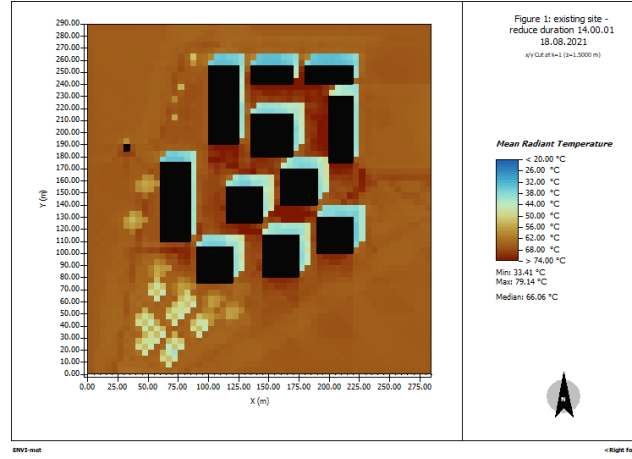 Figure 1: existing site -
reduce duration 14.00.01
18.08.2021
x/y Cut at k=1 (z=1.5000 m)
290.00
280.00
270.00
260.00
250.00
240.00
230.00
220.00
210.00
200.00
190.00
180.00
170.00
160.00
150.00
140.00
130.00
120.00
110.00
100.00
90.00
80.00
70.00
60.00
50.00
40.00
30.00
20.00
10.00
0.00
Y (m)
0.00 25.00 50.00 75.00 100.00 125.00 150.00 175.00 200.00 225.00 250.00 275.00
X (m)
Mean Radiant Temperature
< 20.00 °C
26.00 °C
32.00 °C
38.00 °C
44.00 °C
50.00 °C
56.00 °C
62.00 °C
68.00 °C
> 74.00 °C
Min: 33.41 °C
Max: 79.14 °C
Median: 66.06 °C
N
ENVI-met
<Right fo